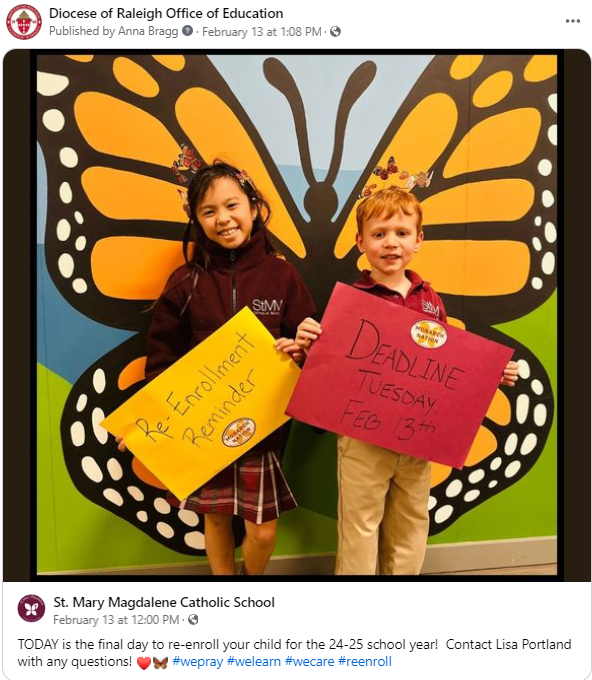 Diocese of Raleigh Office of Education
Published by Anna Bragg · February 13 at 1:08 PM ·
StMM
Re-Enrollment
Reminder
MONARCH
NATION
MONARCH
NATION
DEADLINE
TUESDAY,
FEB 13th
StMM
St. Mary Magdalene Catholic School
February 13 at 12:00 PM ·
TODAY is the final day to re-enroll your child for the 24-25 school year! Contact Lisa Portland
with any questions! ❤️🦋 #wepray #welearn #wecare #reenroll